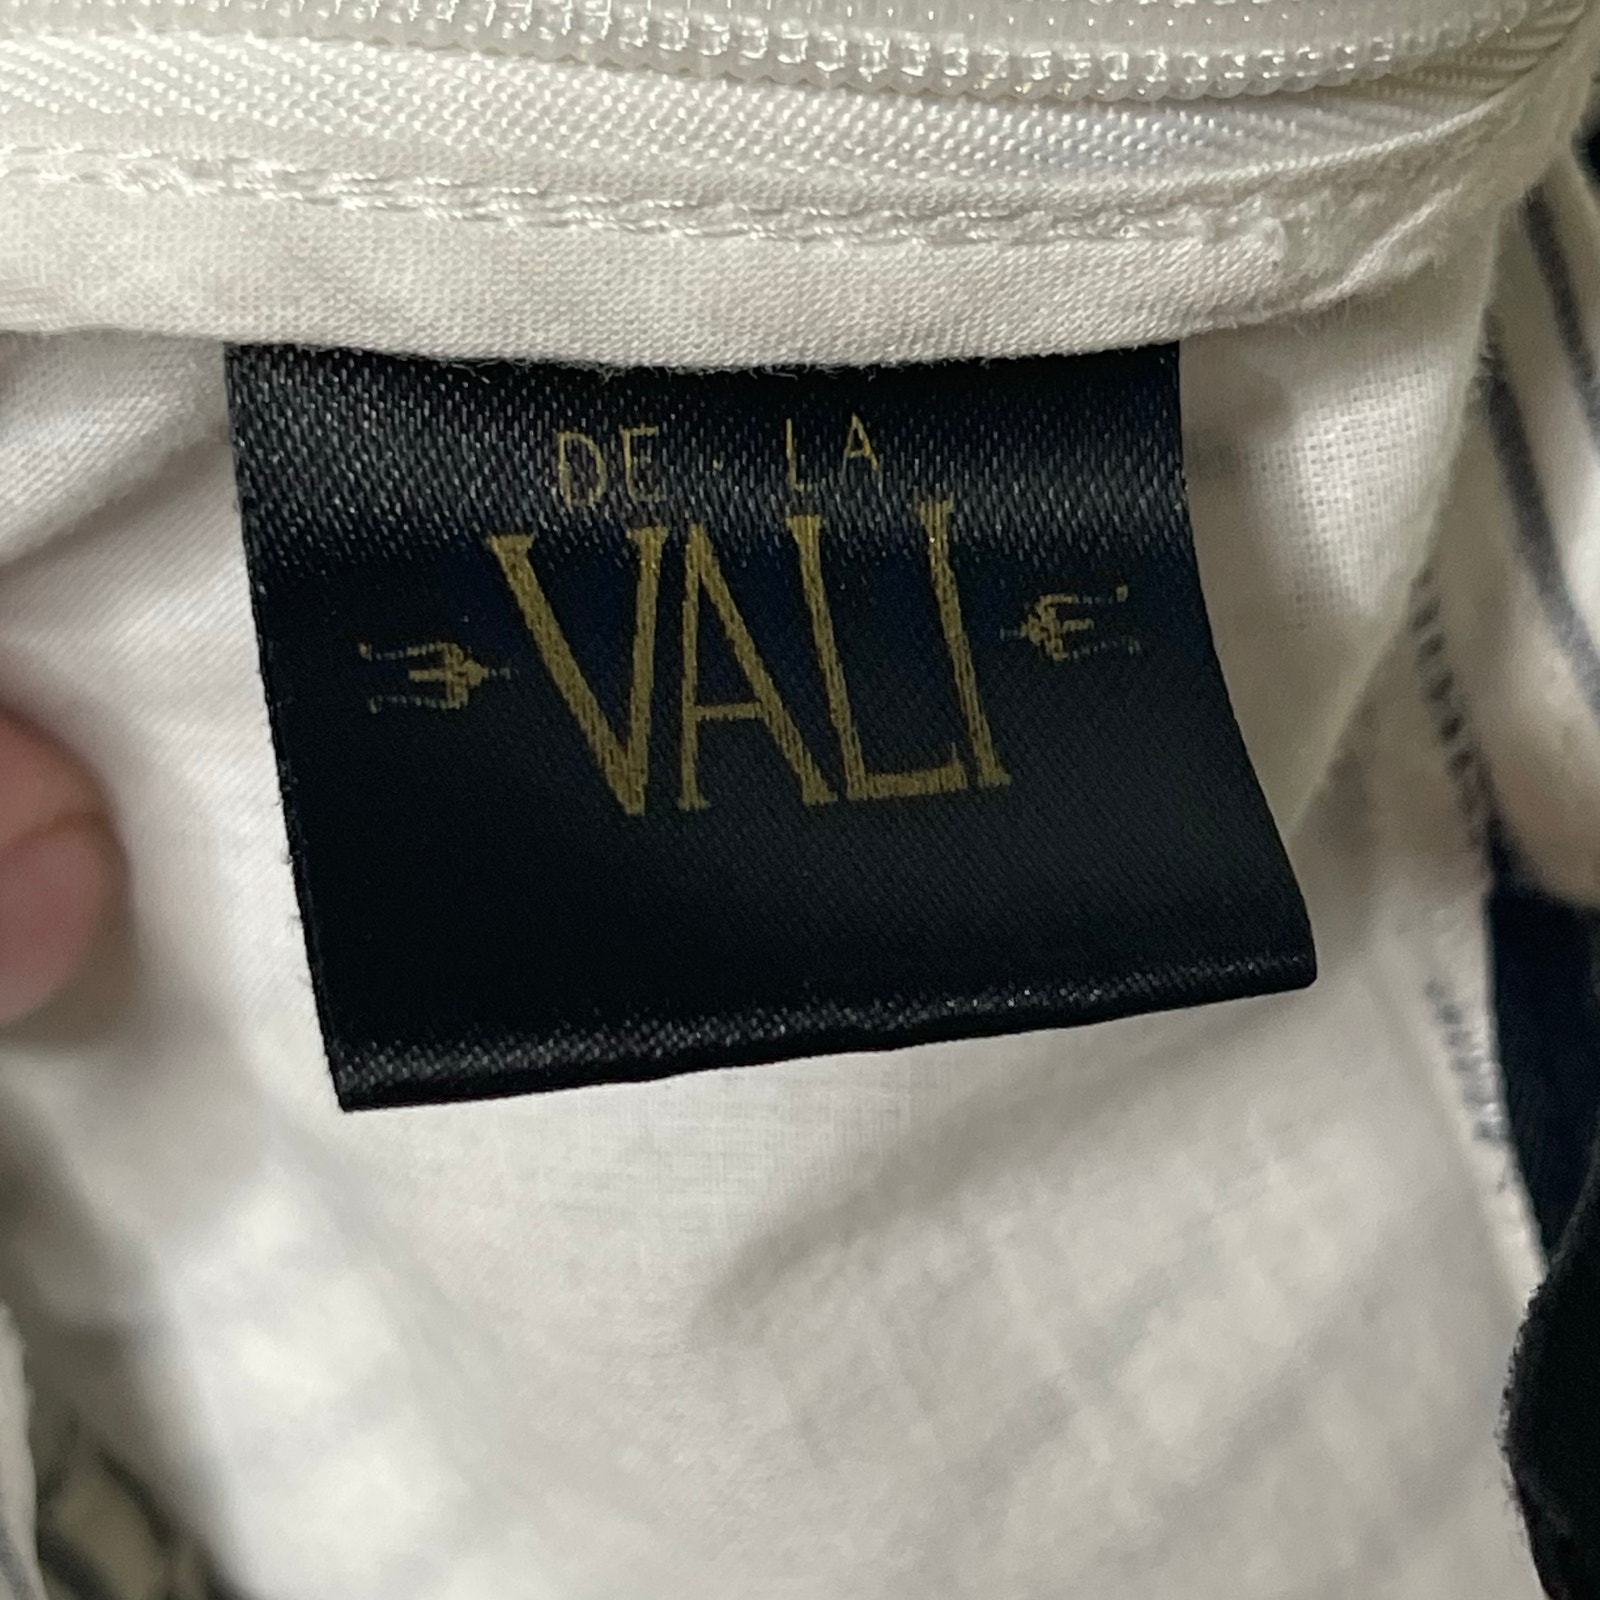 DE · LA
VALI